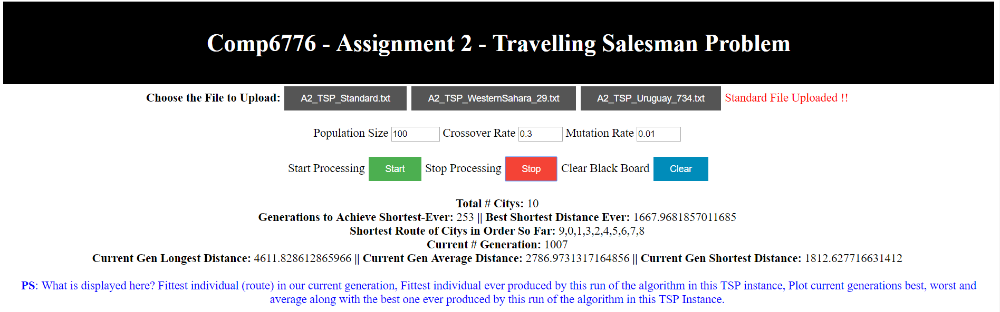 Comp6776 - Assignment 2 - Travelling Salesman Problem
Choose the File to Upload: A2_TSP_Standard.txt A2_TSP_WesternSahara_29.txt A2_TSP_Uruguay_734.txt Standard File Uploaded !!
Population Size 100 Crossover Rate 0.3 Mutation Rate 0.01
Start Processing Start Stop Processing Stop Clear Black Board Clear
Total # Citys: 10
Generations to Achieve Shortest-Ever: 253 || Best Shortest Distance Ever: 1667.9681857011685
Shortest Route of Citys in Order So Far: 9,0,1,3,2,4,5,6,7,8
Current # Generation: 1007
Current Gen Longest Distance: 4611.828612865966 || Current Gen Average Distance: 2786.9731317164856 || Current Gen Shortest Distance: 1812.627716631412
PS: What is displayed here? Fittest individual (route) in our current generation, Fittest individual ever produced by this run of the algorithm in this TSP instance, Plot current generations best, worst and
average along with the best one ever produced by this run of the algorithm in this TSP Instance.